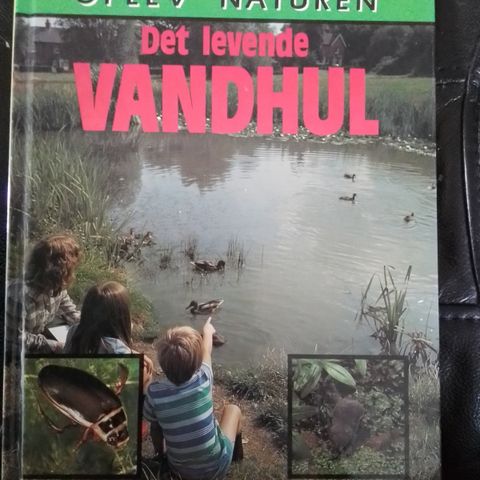 OPLEV NATUREN
Det levende
VANDHUL